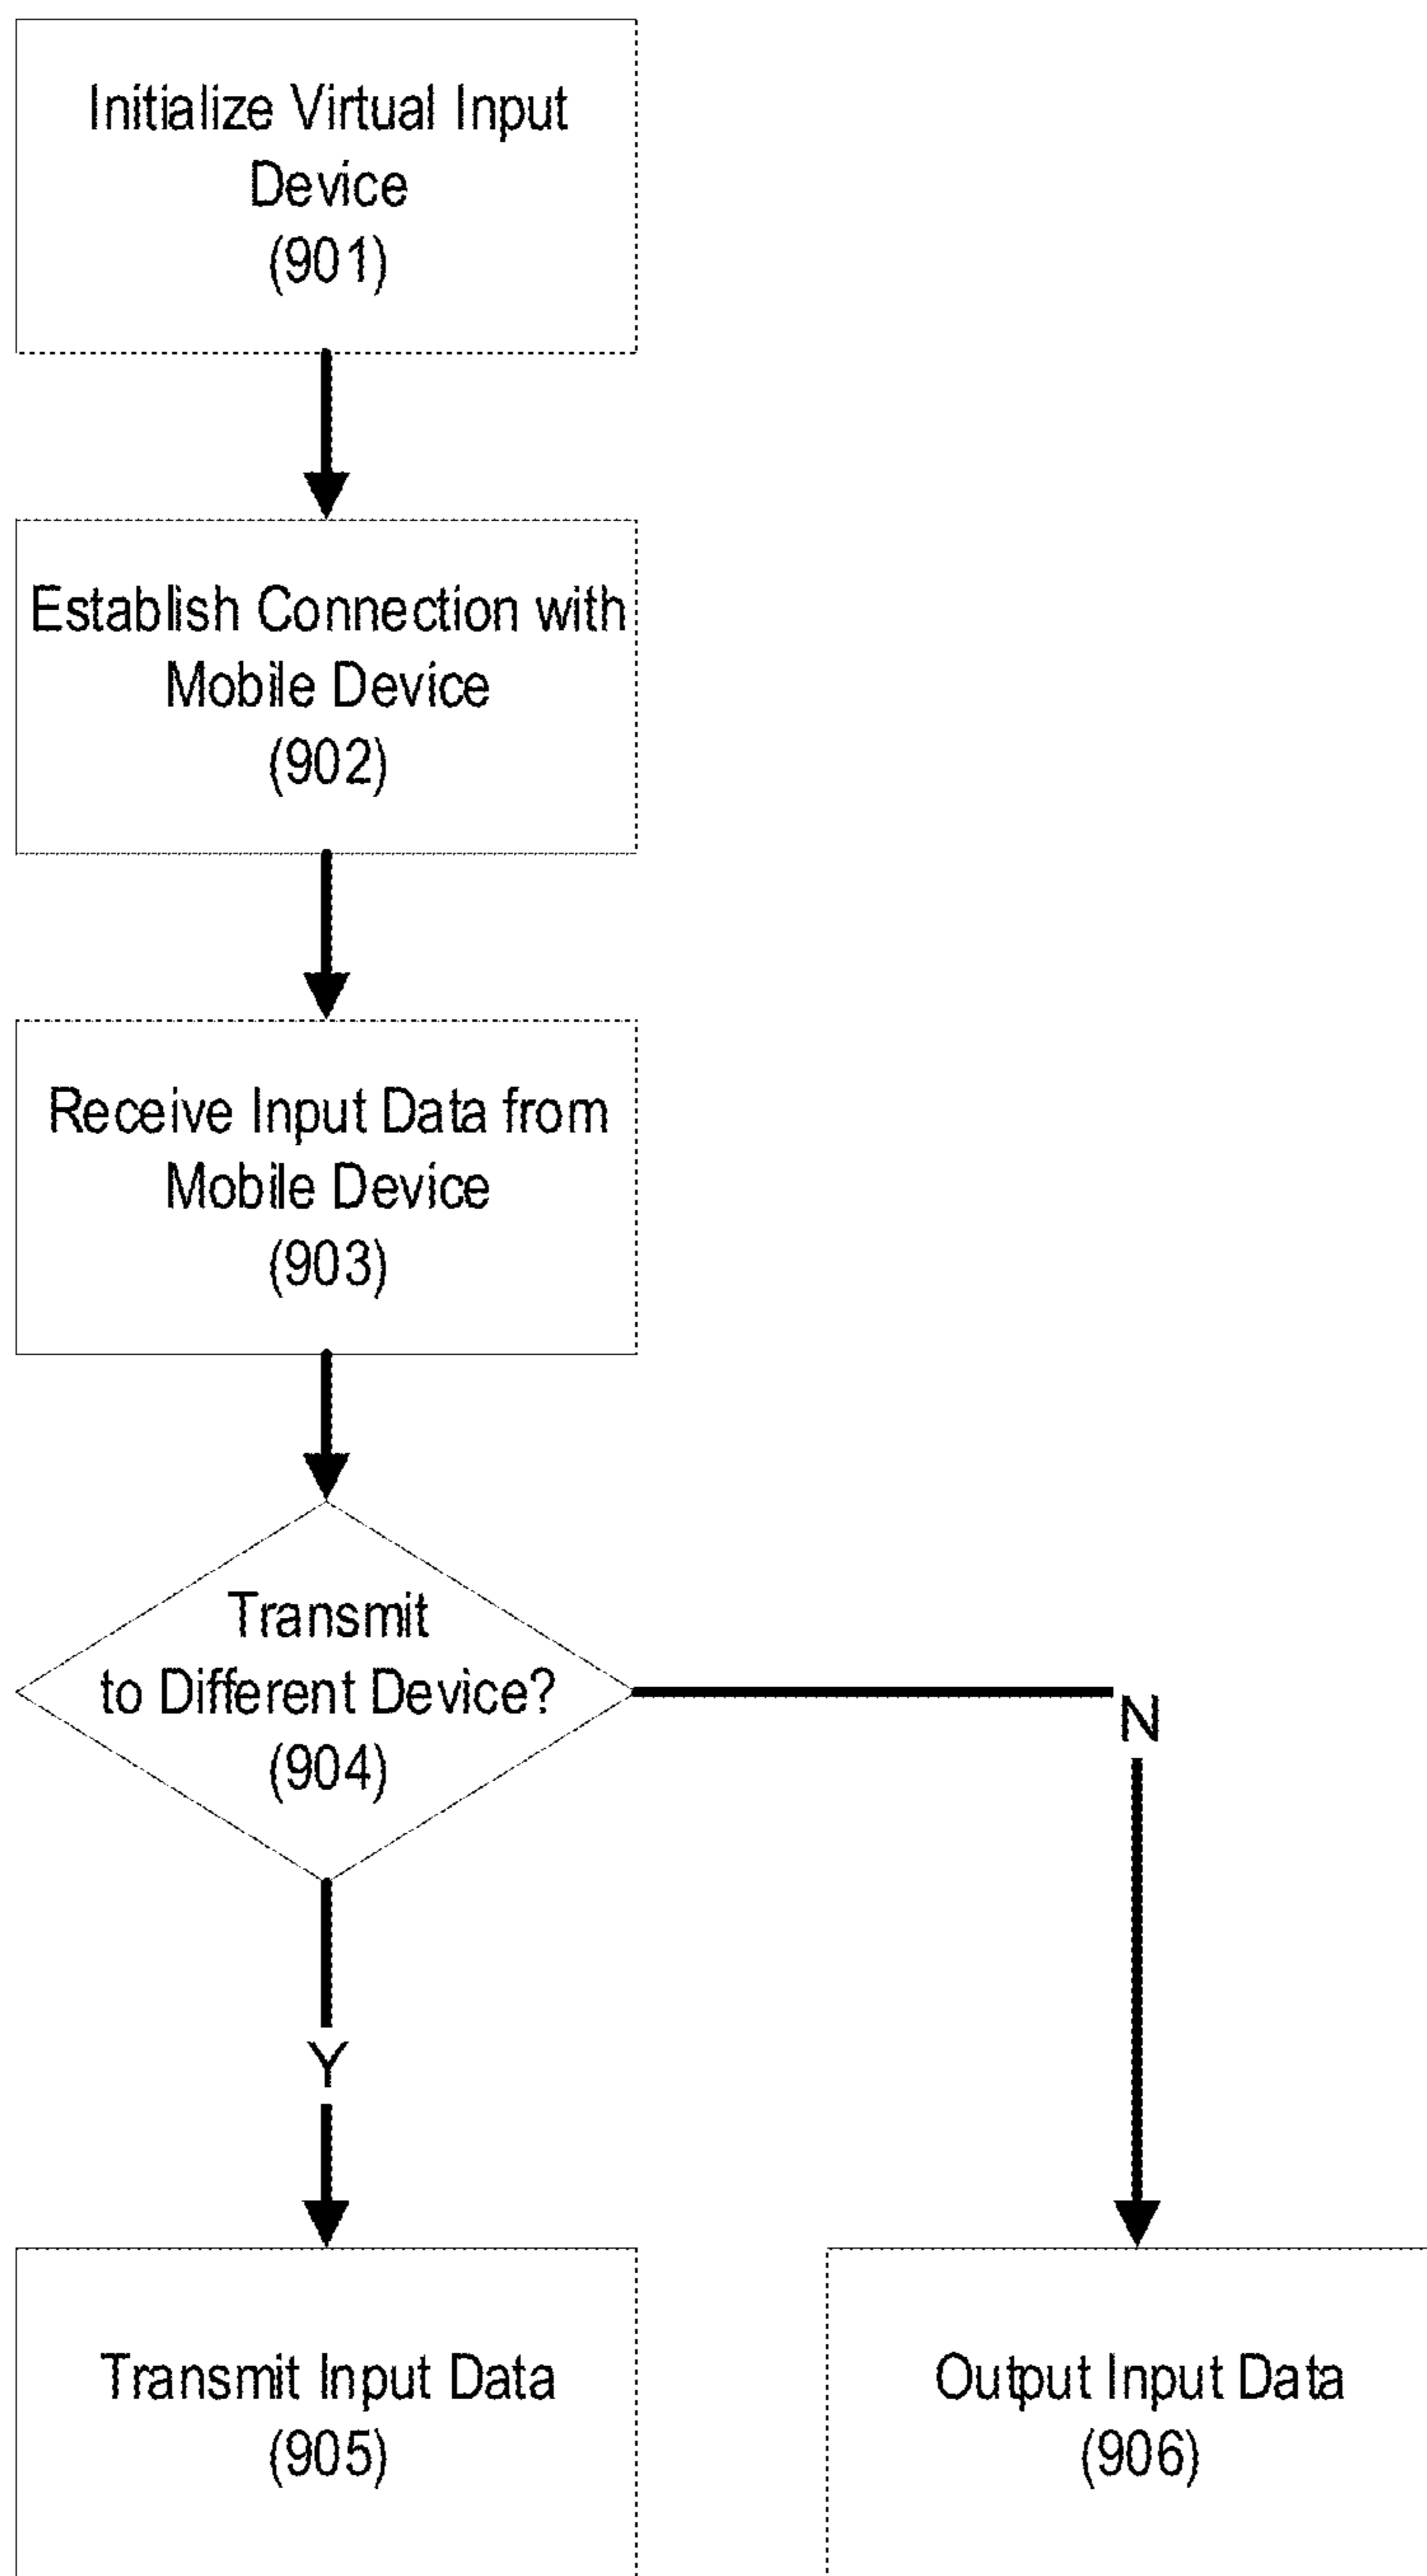 Initialize Virtual Input
Device
(901)
Establish Connection with
Mobile Device
(902)
Receive Input Data from
Mobile Device
(903)
Transmit
to Different Device?
(904)
N
Y
Transmit Input Data
(905)
Output Input Data
(906)